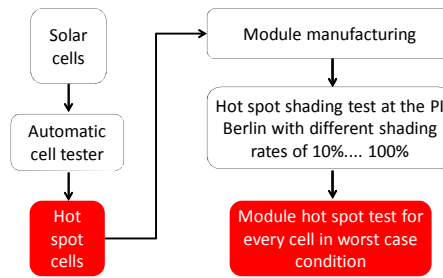 Solar
cells
Automatic
cell tester
Hot
spot
cells
Module manufacturing
Hot spot shading test at the PI
Berlin with different shading
rates of 10%.... 100%
Module hot spot test for
every cell in worst case
condition